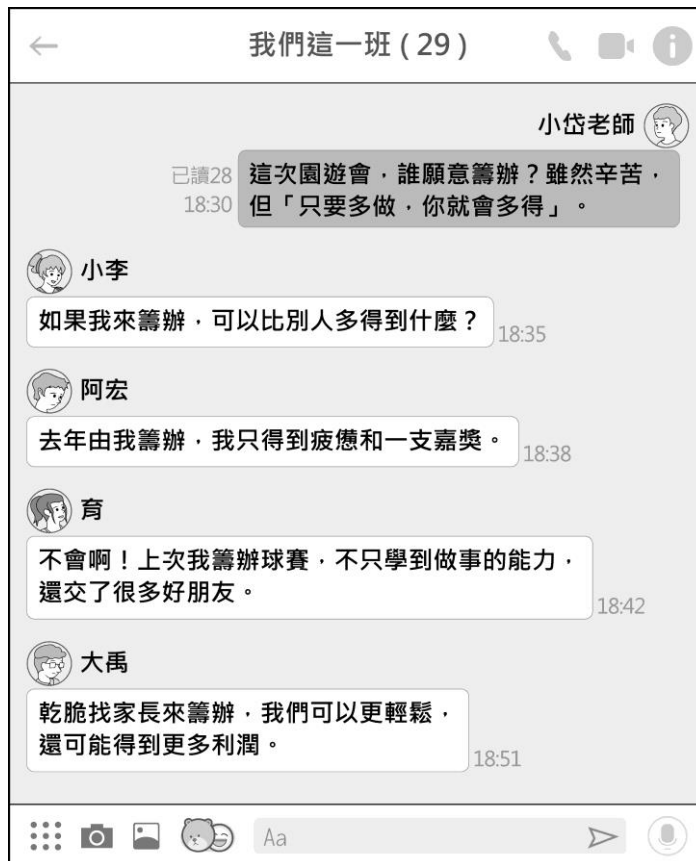 我們這一班 ( 29 )
小岱老師
已讀28
18:30
這次園遊會，誰願意籌辦？雖然辛苦，
但「只要多做，你就會多得」。
小李
如果我來籌辦，可以比別人多得到什麼？
18:35
阿宏
去年由我籌辦，我只得到疲憊和一支嘉獎。
18:38
育
不會啊！上次我籌辦球賽，不只學到做事的能力，
還交了很多好朋友。
18:42
大禹
乾脆找家長來籌辦，我們可以更輕鬆，
還可能得到更多利潤。
18:51
Aa